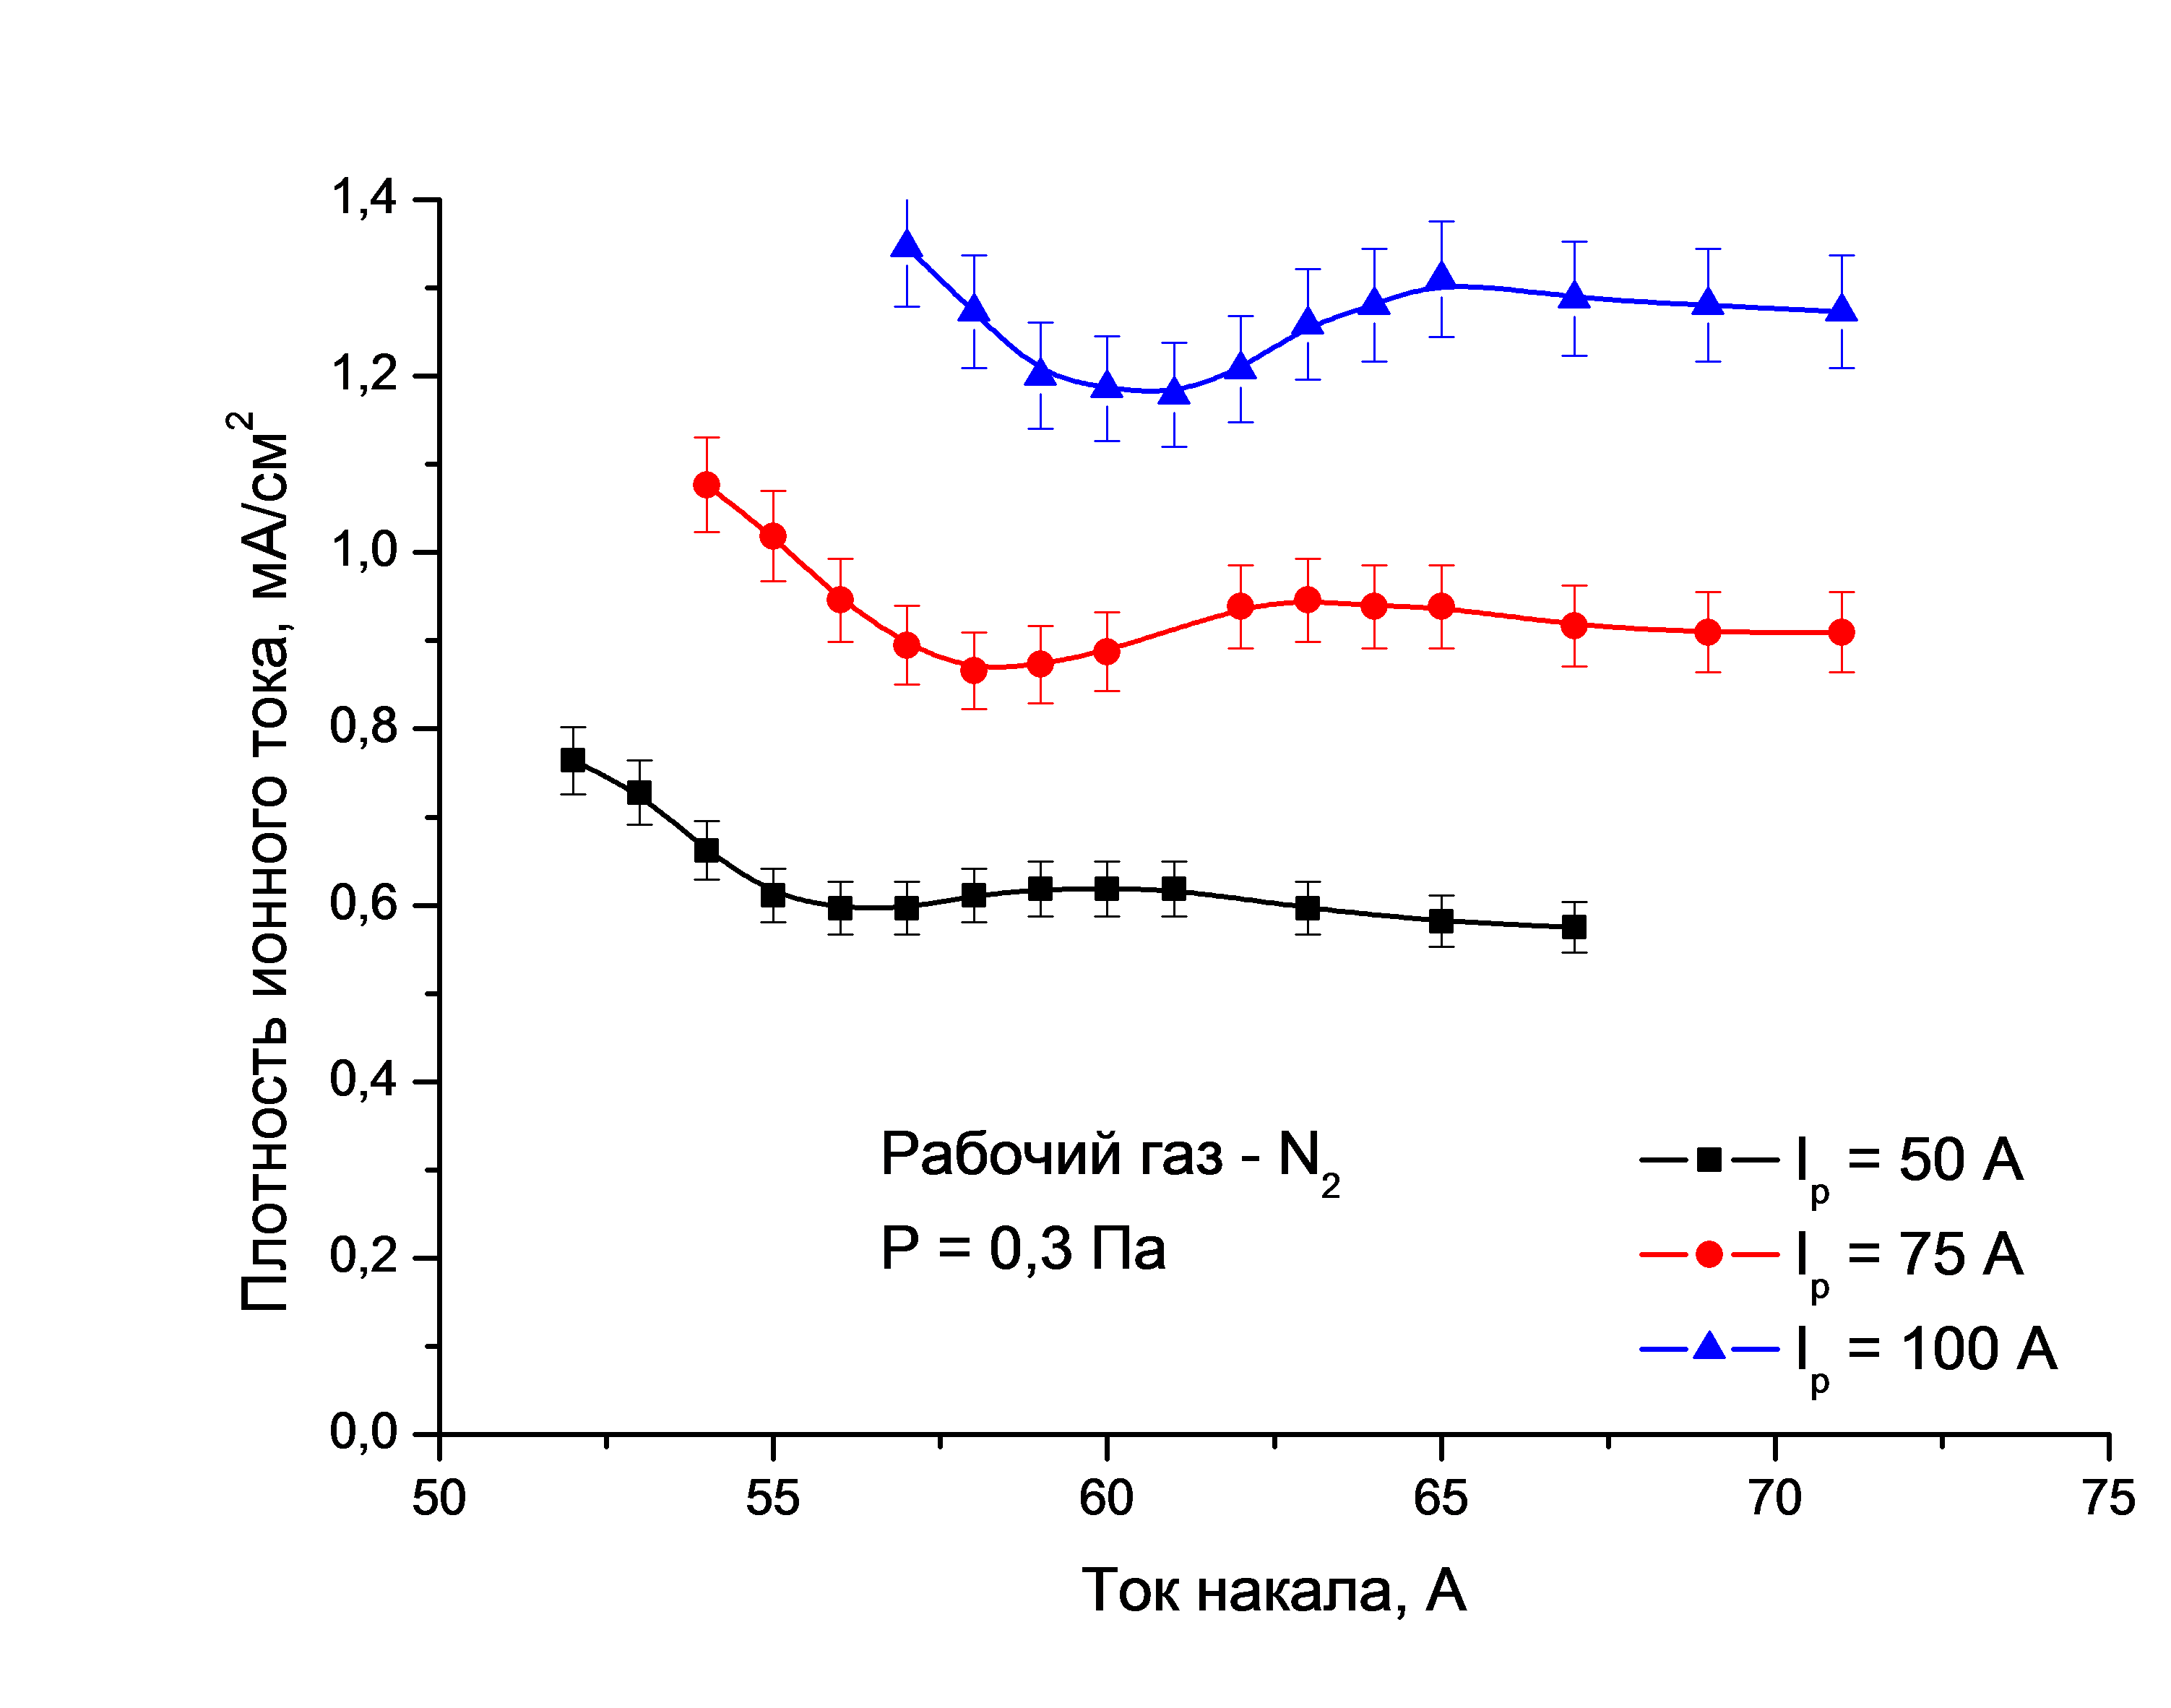 Плотность ионного тока, мА/см²
1,4
1,2
1,0
0,8
0,6
0,4
0,2
0,0
50
55
60
65
70
75
Ток накала, А
Рабочий газ - N₂
P = 0,3 Па
Iₚ = 50 А
Iₚ = 75 А
Iₚ = 100 А